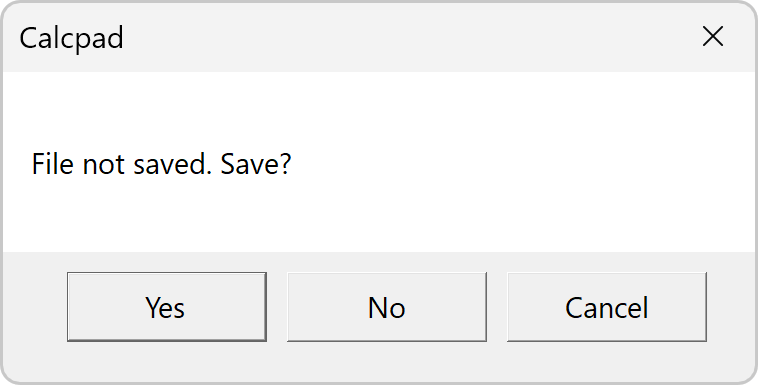 Calcpad
File not saved. Save?
Yes
No
Cancel